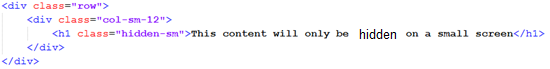 <div class="row">
<div class="col-sm-12">
<h1 class="hidden-sm">This content will only be hidden on a small screen</h1>
</div>
</div>